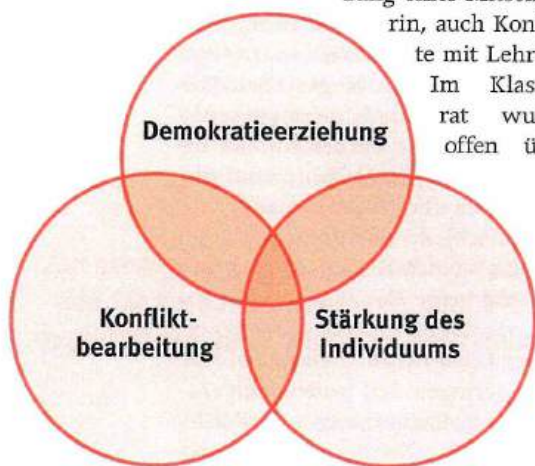 rin, auch Kon
te mit Lehr
Im Klas
rat wu
offen ü
Demokratieerziehung
Konflikt-
bearbeitung
Stärkung des
Individuums